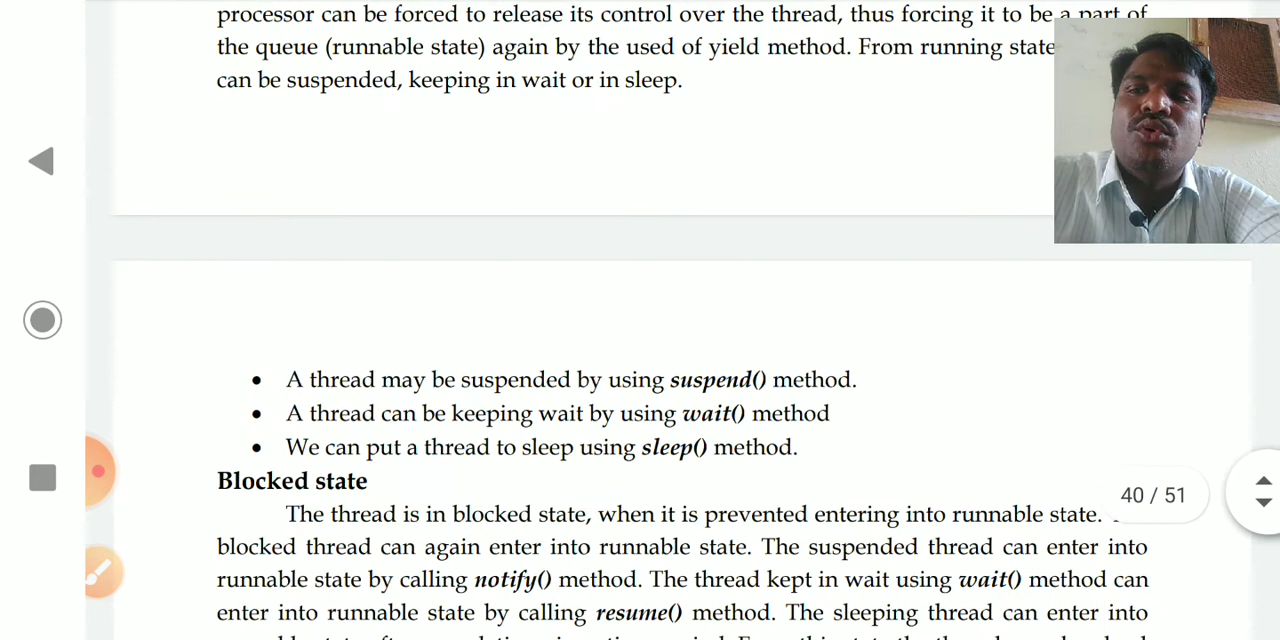 processor can be forced to release its control over the thread, thus forcing it to be a part of
the queue (runnable state) again by the used of yield method. From running state
can be suspended, keeping in wait or in sleep.
• A thread may be suspended by using suspend() method.
• A thread can be keeping wait by using wait() method
• We can put a thread to sleep using sleep() method.
Blocked state
40 / 51
The thread is in blocked state, when it is prevented entering into runnable state.
blocked thread can again enter into runnable state. The suspended thread can enter into
runnable state by calling notify() method. The thread kept in wait using wait() method can
enter into runnable state by calling resume() method. The sleeping thread can enter into